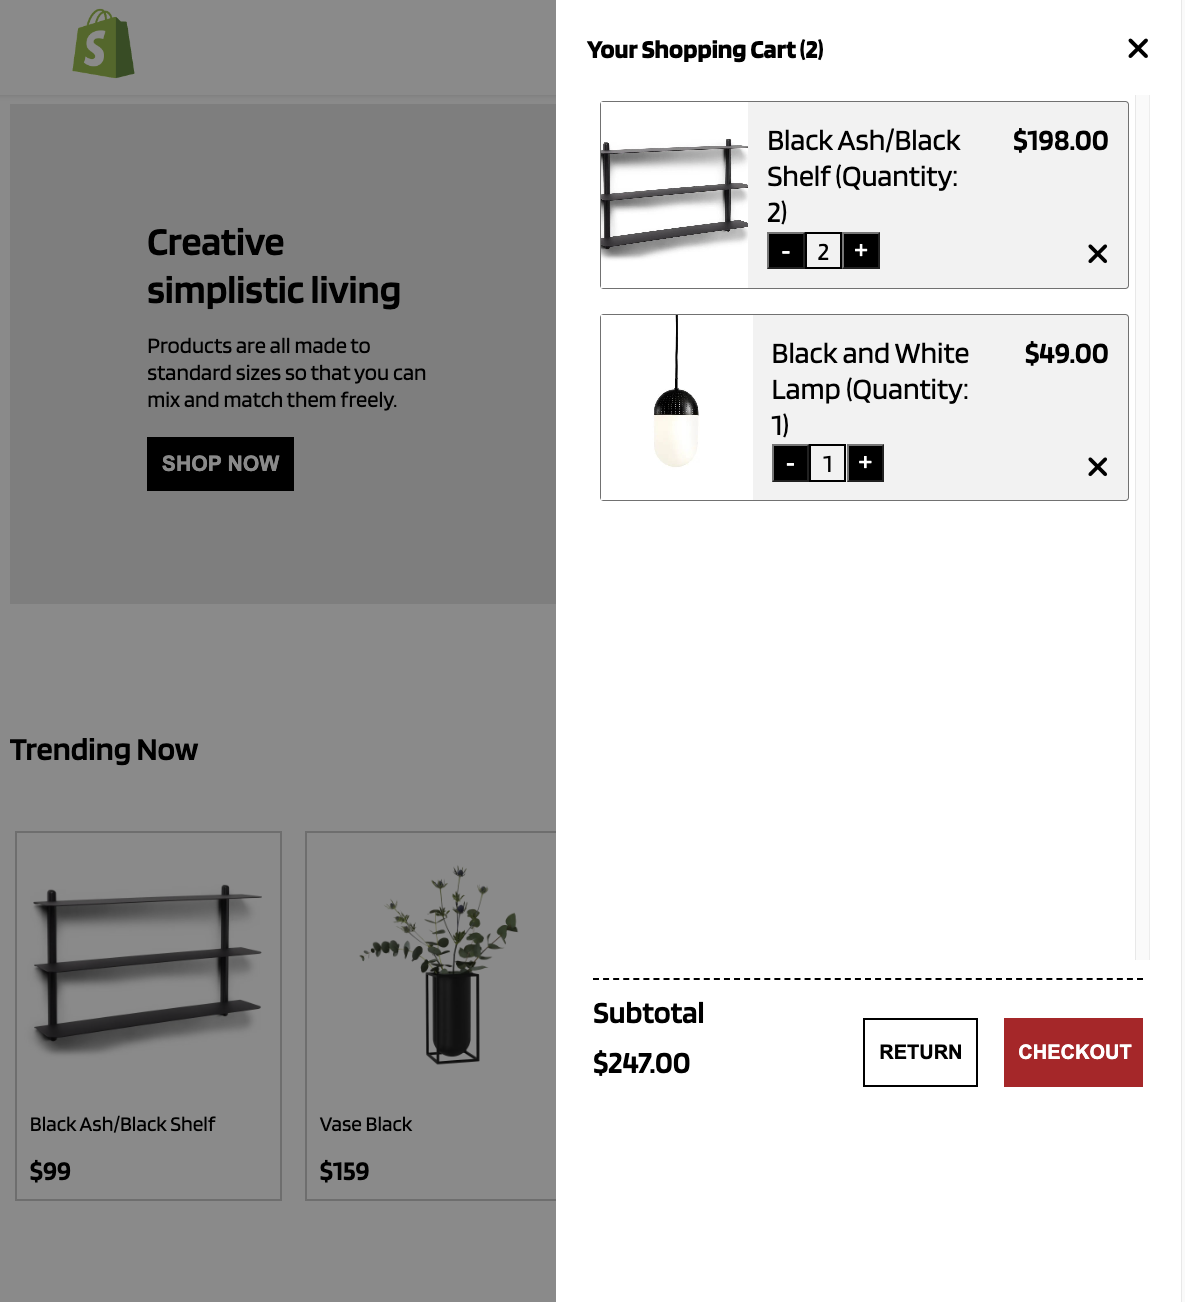 S
Your Shopping Cart (2)
Black Ash/Black
Shelf (Quantity:
2)
$198.00
- 2 +
Black and White
Lamp (Quantity:
1)
$49.00
- 1 +
Subtotal
$247.00
RETURN
CHECKOUT
Creative
simplistic living
Products are all made to
standard sizes so that you can
mix and match them freely.
SHOP NOW
Trending Now
Black Ash/Black Shelf
$99
Vase Black
$159